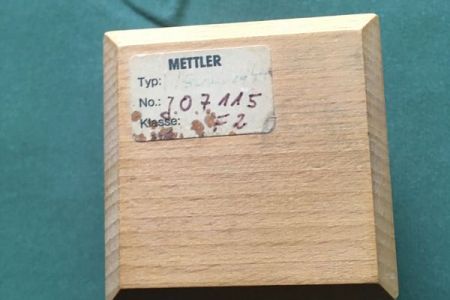 METTLER
Typ:
No.: 707115
Klasse: F2